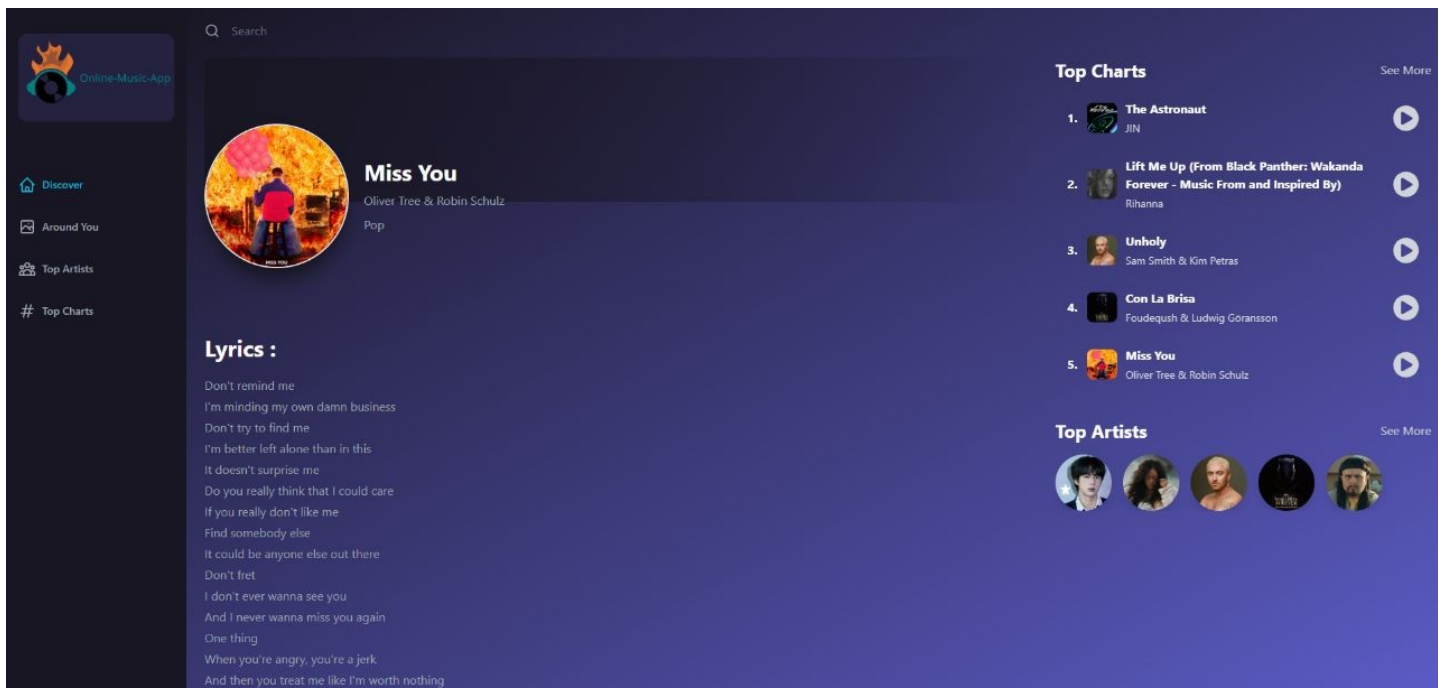 Online-Music-App
Discover
Around You
Top Artists
Top Charts
Search
Miss You
Oliver Tree & Robin Schulz
Pop
Lyrics :
Don't remind me
I'm minding my own damn business
Don't try to find me
I'm better left alone than in this
It doesn't surprise me
Do you really think that I could care
If you really don't like me
Find somebody else
It could be anyone else out there
Don't fret
I don't ever wanna see you
And I never wanna miss you again
One thing
When you're angry, you're a jerk
And then you treat me like I'm worth nothing
Top Charts
See More
1.
The Astronaut
JIN
2.
Lift Me Up (From Black Panther: Wakanda
Forever - Music From and Inspired By)
Rihanna
3.
Unholy
Sam Smith & Kim Petras
4.
Con La Brisa
Foudeqush & Ludwig Goransson
5.
Miss You
Oliver Tree & Robin Schulz
Top Artists
See More
MISS YOU